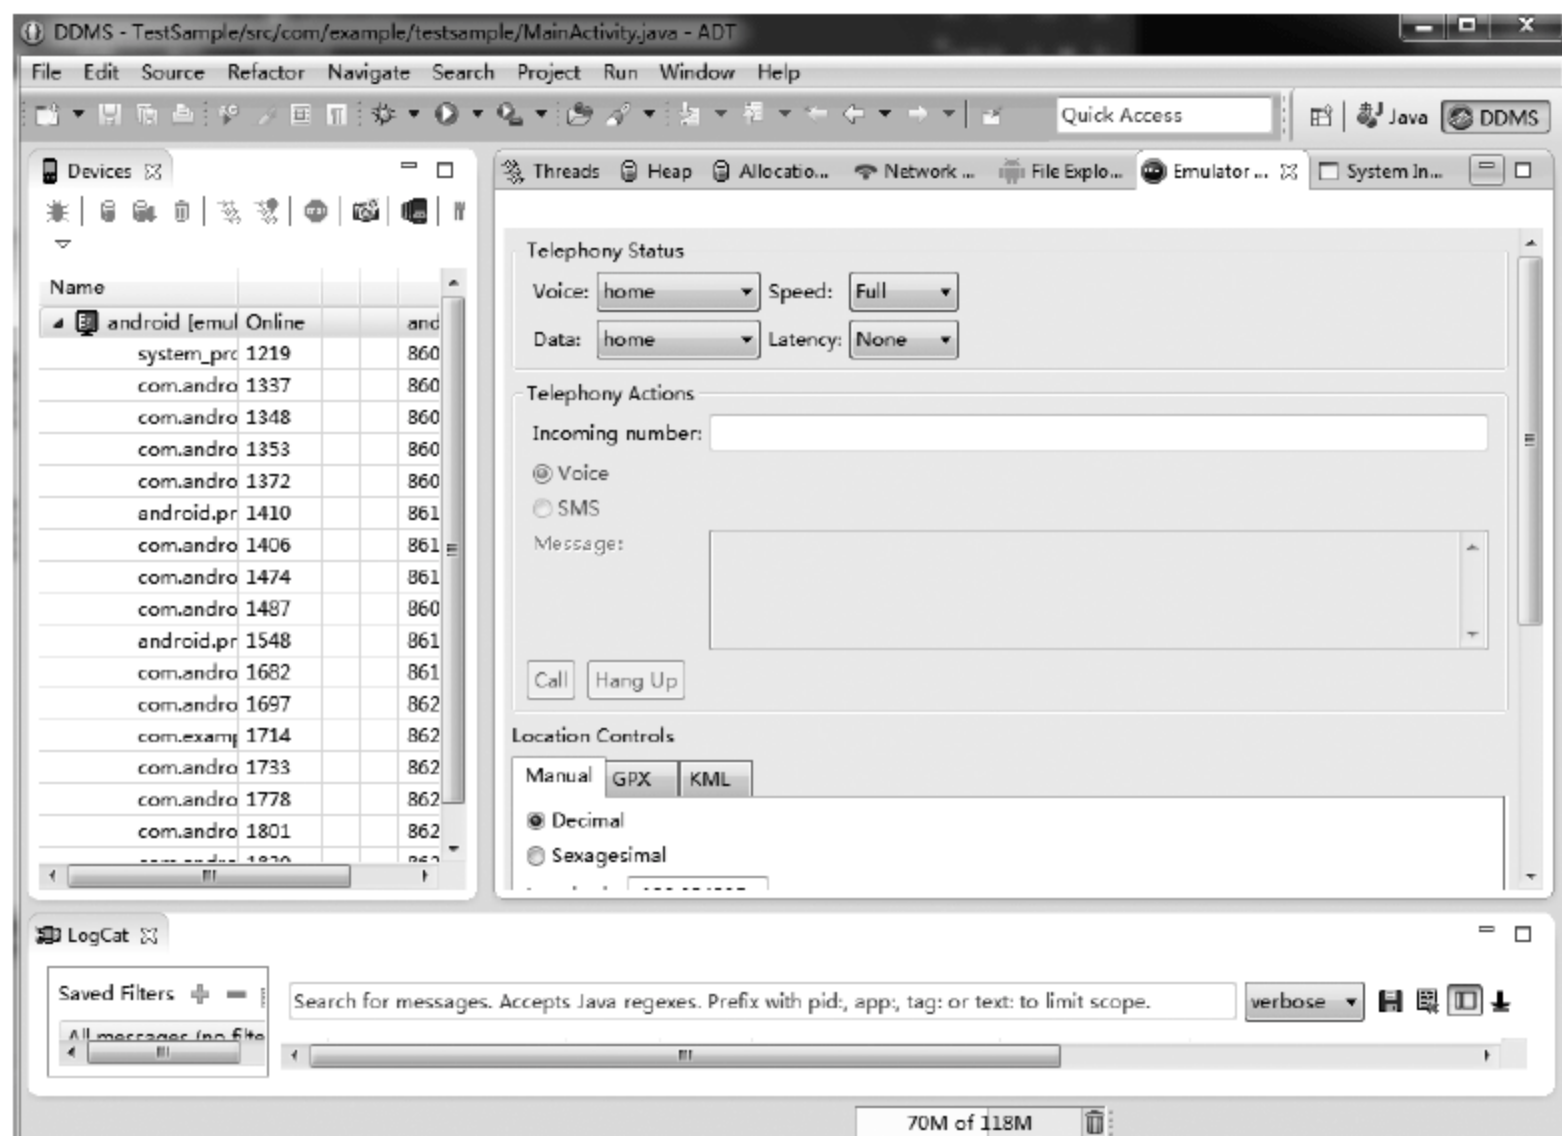 DDMS - TestSample/src/com/example/testsample/MainActivity.java - ADT
File Edit Source Refactor Navigate Search Project Run Window Help
Quick Access
Java
DDMS
Devices
Name
android [emul Online and
system_pro 1219 860
com.andro 1337 860
com.andro 1348 860
com.andro 1353 860
com.andro 1372 860
android.pr 1410 861
com.andro 1406 861
com.andro 1474 861
com.andro 1487 860
android.pr 1548 861
com.andro 1682 861
com.andro 1697 862
com.examp 1714 862
com.andro 1733 862
com.andro 1778 862
com.andro 1801 862
Threads Heap Allocatio... Network ... File Explo... Emulator ... System In...
Telephony Status
Voice: home Speed: Full
Data: home Latency: None
Telephony Actions
Incoming number:
Voice
SMS
Message:
Call Hang Up
Location Controls
Manual GPX KML
Decimal
Sexagesimal
LogCat
Saved Filters
All messages (no filte
Search for messages. Accepts Java regexes. Prefix with pid:, app:, tag: or text: to limit scope.
verbose
70M of 118M